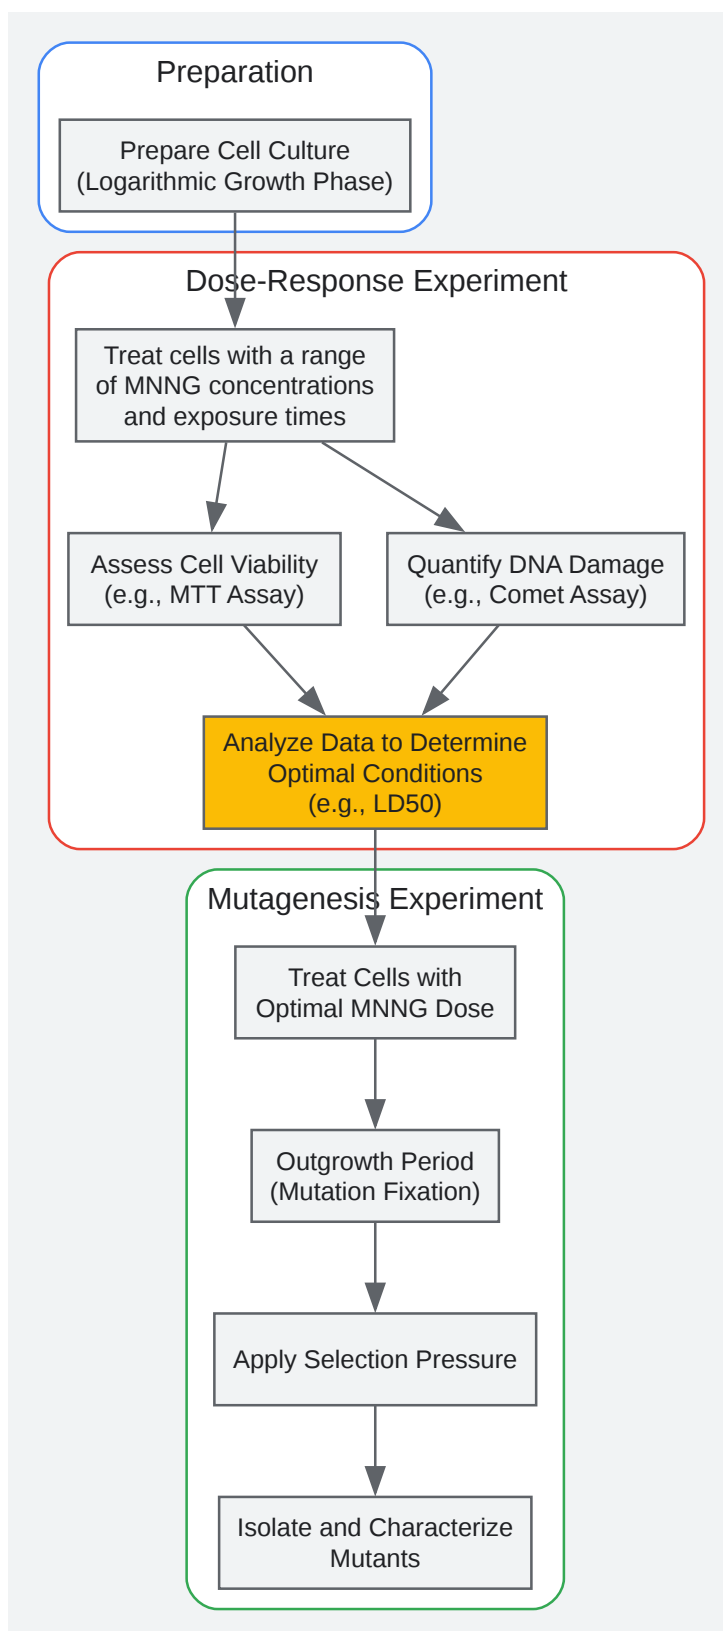 Preparation
Prepare Cell Culture
(Logarithmic Growth Phase)
Dose-Response Experiment
Treat cells with a range
of MNNG concentrations
and exposure times
Assess Cell Viability
(e.g., MTT Assay)
Quantify DNA Damage
(e.g., Comet Assay)
Analyze Data to Determine
Optimal Conditions
(e.g., LD50)
Mutagenesis Experiment
Treat Cells with
Optimal MNNG Dose
Outgrowth Period
(Mutation Fixation)
Apply Selection Pressure
Isolate and Characterize
Mutants